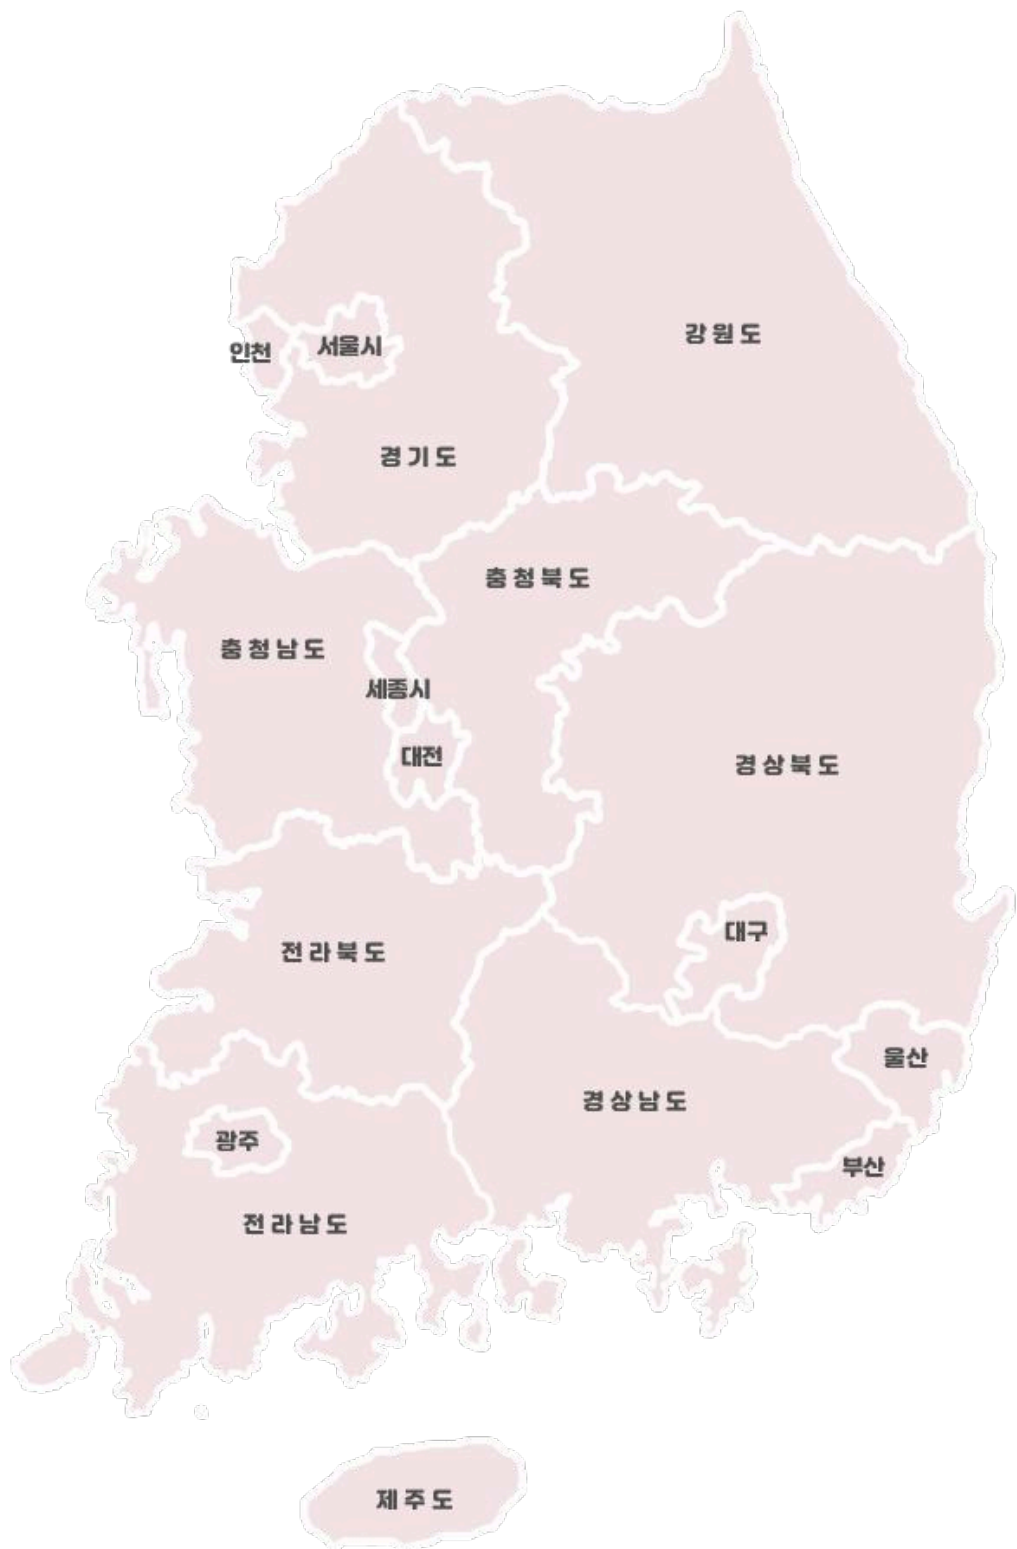 강원도
서울시
인천
경기도
충청북도
충청남도
세종시
대전
경상북도
대구
전라북도
울산
경상남도
광주
부산
전라남도
제주도